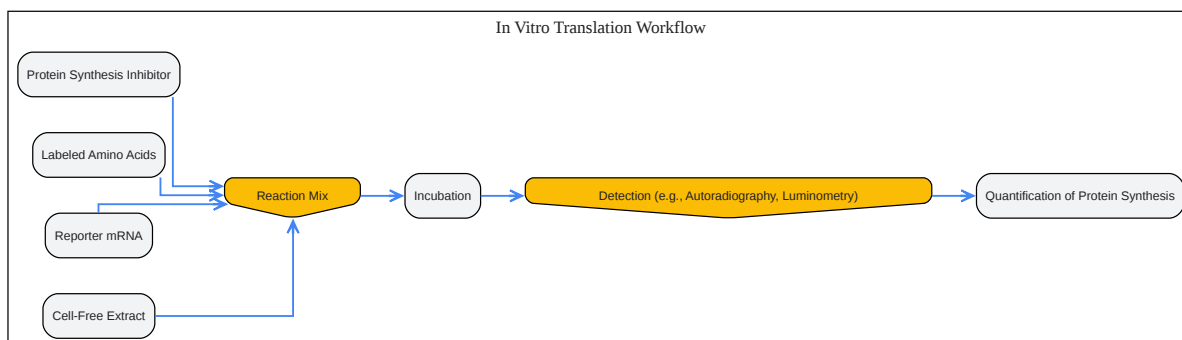 In Vitro Translation Workflow
Protein Synthesis Inhibitor
Labeled Amino Acids
Reporter mRNA
Cell-Free Extract
Reaction Mix
Incubation
Detection (e.g., Autoradiography, Luminometry)
Quantification of Protein Synthesis